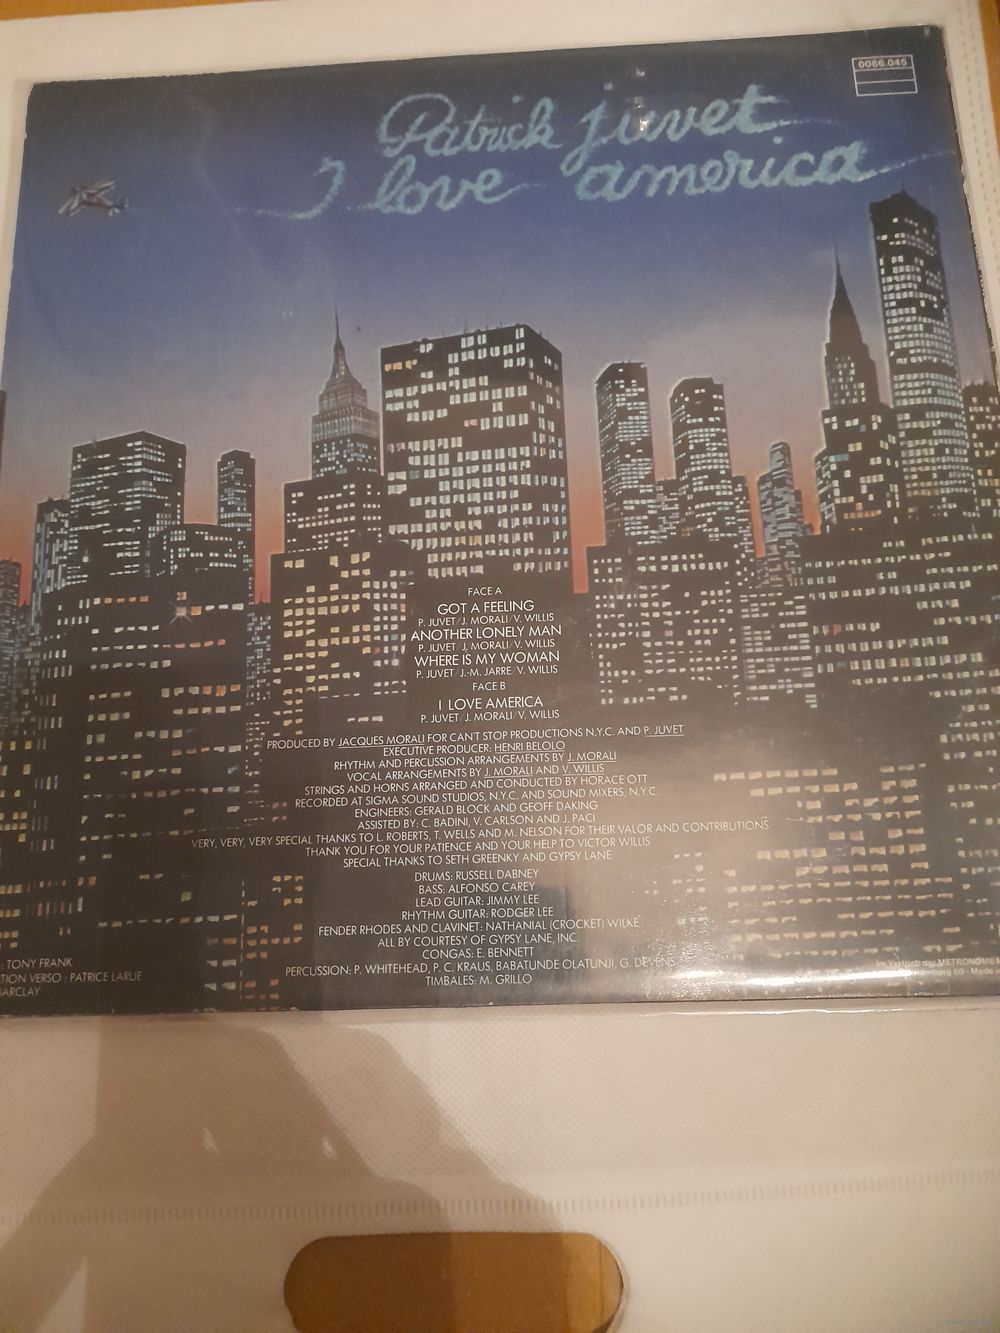 0066.045
Patrick juvet
I love america
FACE A
GOT A FEELING
P. JUVET / J. MORALI / V. WILLIS
ANOTHER LONELY MAN
P. JUVET / J. MORALI / V. WILLIS
WHERE IS MY WOMAN
P. JUVET / J.-M. JARRE / V. WILLIS
FACE B
I LOVE AMERICA
P. JUVET / J. MORALI / V. WILLIS
PRODUCED BY JACQUES MORALI FOR CAN'T STOP PRODUCTIONS N.Y.C. AND P. JUVET
EXECUTIVE PRODUCER: HENRI BELOLO
RHYTHM AND PERCUSSION ARRANGEMENTS BY J. MORALI
VOCAL ARRANGEMENTS BY J. MORALI AND V. WILLIS
STRINGS AND HORNS ARRANGED AND CONDUCTED BY HORACE OTT
RECORDED AT SIGMA SOUND STUDIOS, N.Y.C. AND SOUND MIXERS, N.Y.C.
ENGINEERS: GERALD BLOCK AND GEOFF DAKING
ASSISTED BY: C. BADINI, V. CARLSON AND J. PACI
VERY, VERY, VERY SPECIAL THANKS TO L. ROBERTS, T. WELLS AND M. NELSON FOR THEIR VALOR AND CONTRIBUTIONS
THANK YOU FOR YOUR PATIENCE AND YOUR HELP TO VICTOR WILLIS
SPECIAL THANKS TO SETH GREENKY AND GYPSY LANE
DRUMS: RUSSELL DABNEY
BASS: ALFONSO CAREY
LEAD GUITAR: JIMMY LEE
RHYTHM GUITAR: RODGER LEE
FENDER RHODES AND CLAVINET: NATHANIAL (CROCKET) WILKE
ALL BY COURTESY OF GYPSY LANE, INC.
CONGAS: E. BENNETT
PERCUSSION: P. WHITEHEAD, P. C. KRAUS, BABATUNDE OLATUNJI, G. DEVENS
TIMBALES: M. GRILLO
: TONY FRANK
TION VERSO : PATRICE LARUE
BARCLAY
Im Vertrieb der METRONOME
Hamburg 60 - Made